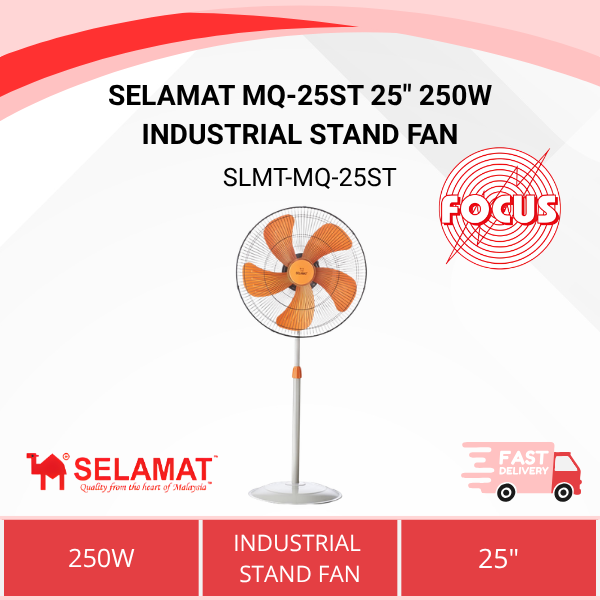 SELAMAT MQ-25ST 25" 250W
INDUSTRIAL STAND FAN
SLMT-MQ-25ST
FOCUS
SELAMAT™
Quality from the heart of Malaysia
FAST
DELIVERY
250W
INDUSTRIAL
STAND FAN
25"